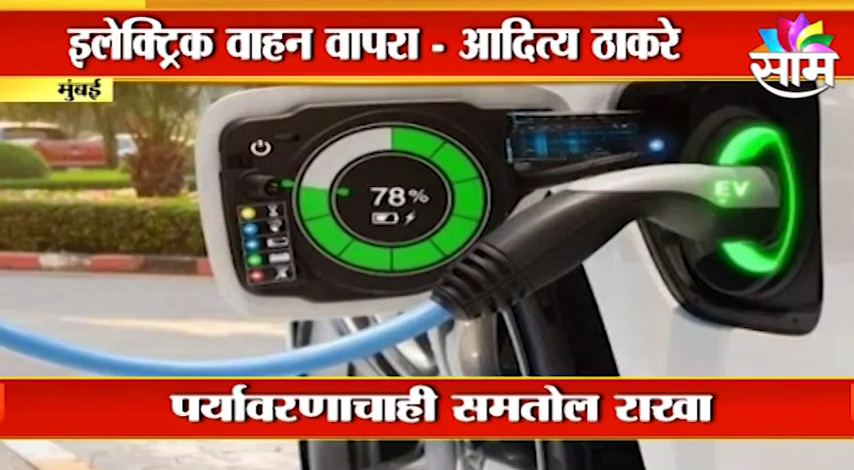 इलेक्ट्रिक वाहन वापरा - आदित्य ठाकरे
साम
मुंबई
78%
EV
पर्यावरणाचाही समतोल राखा